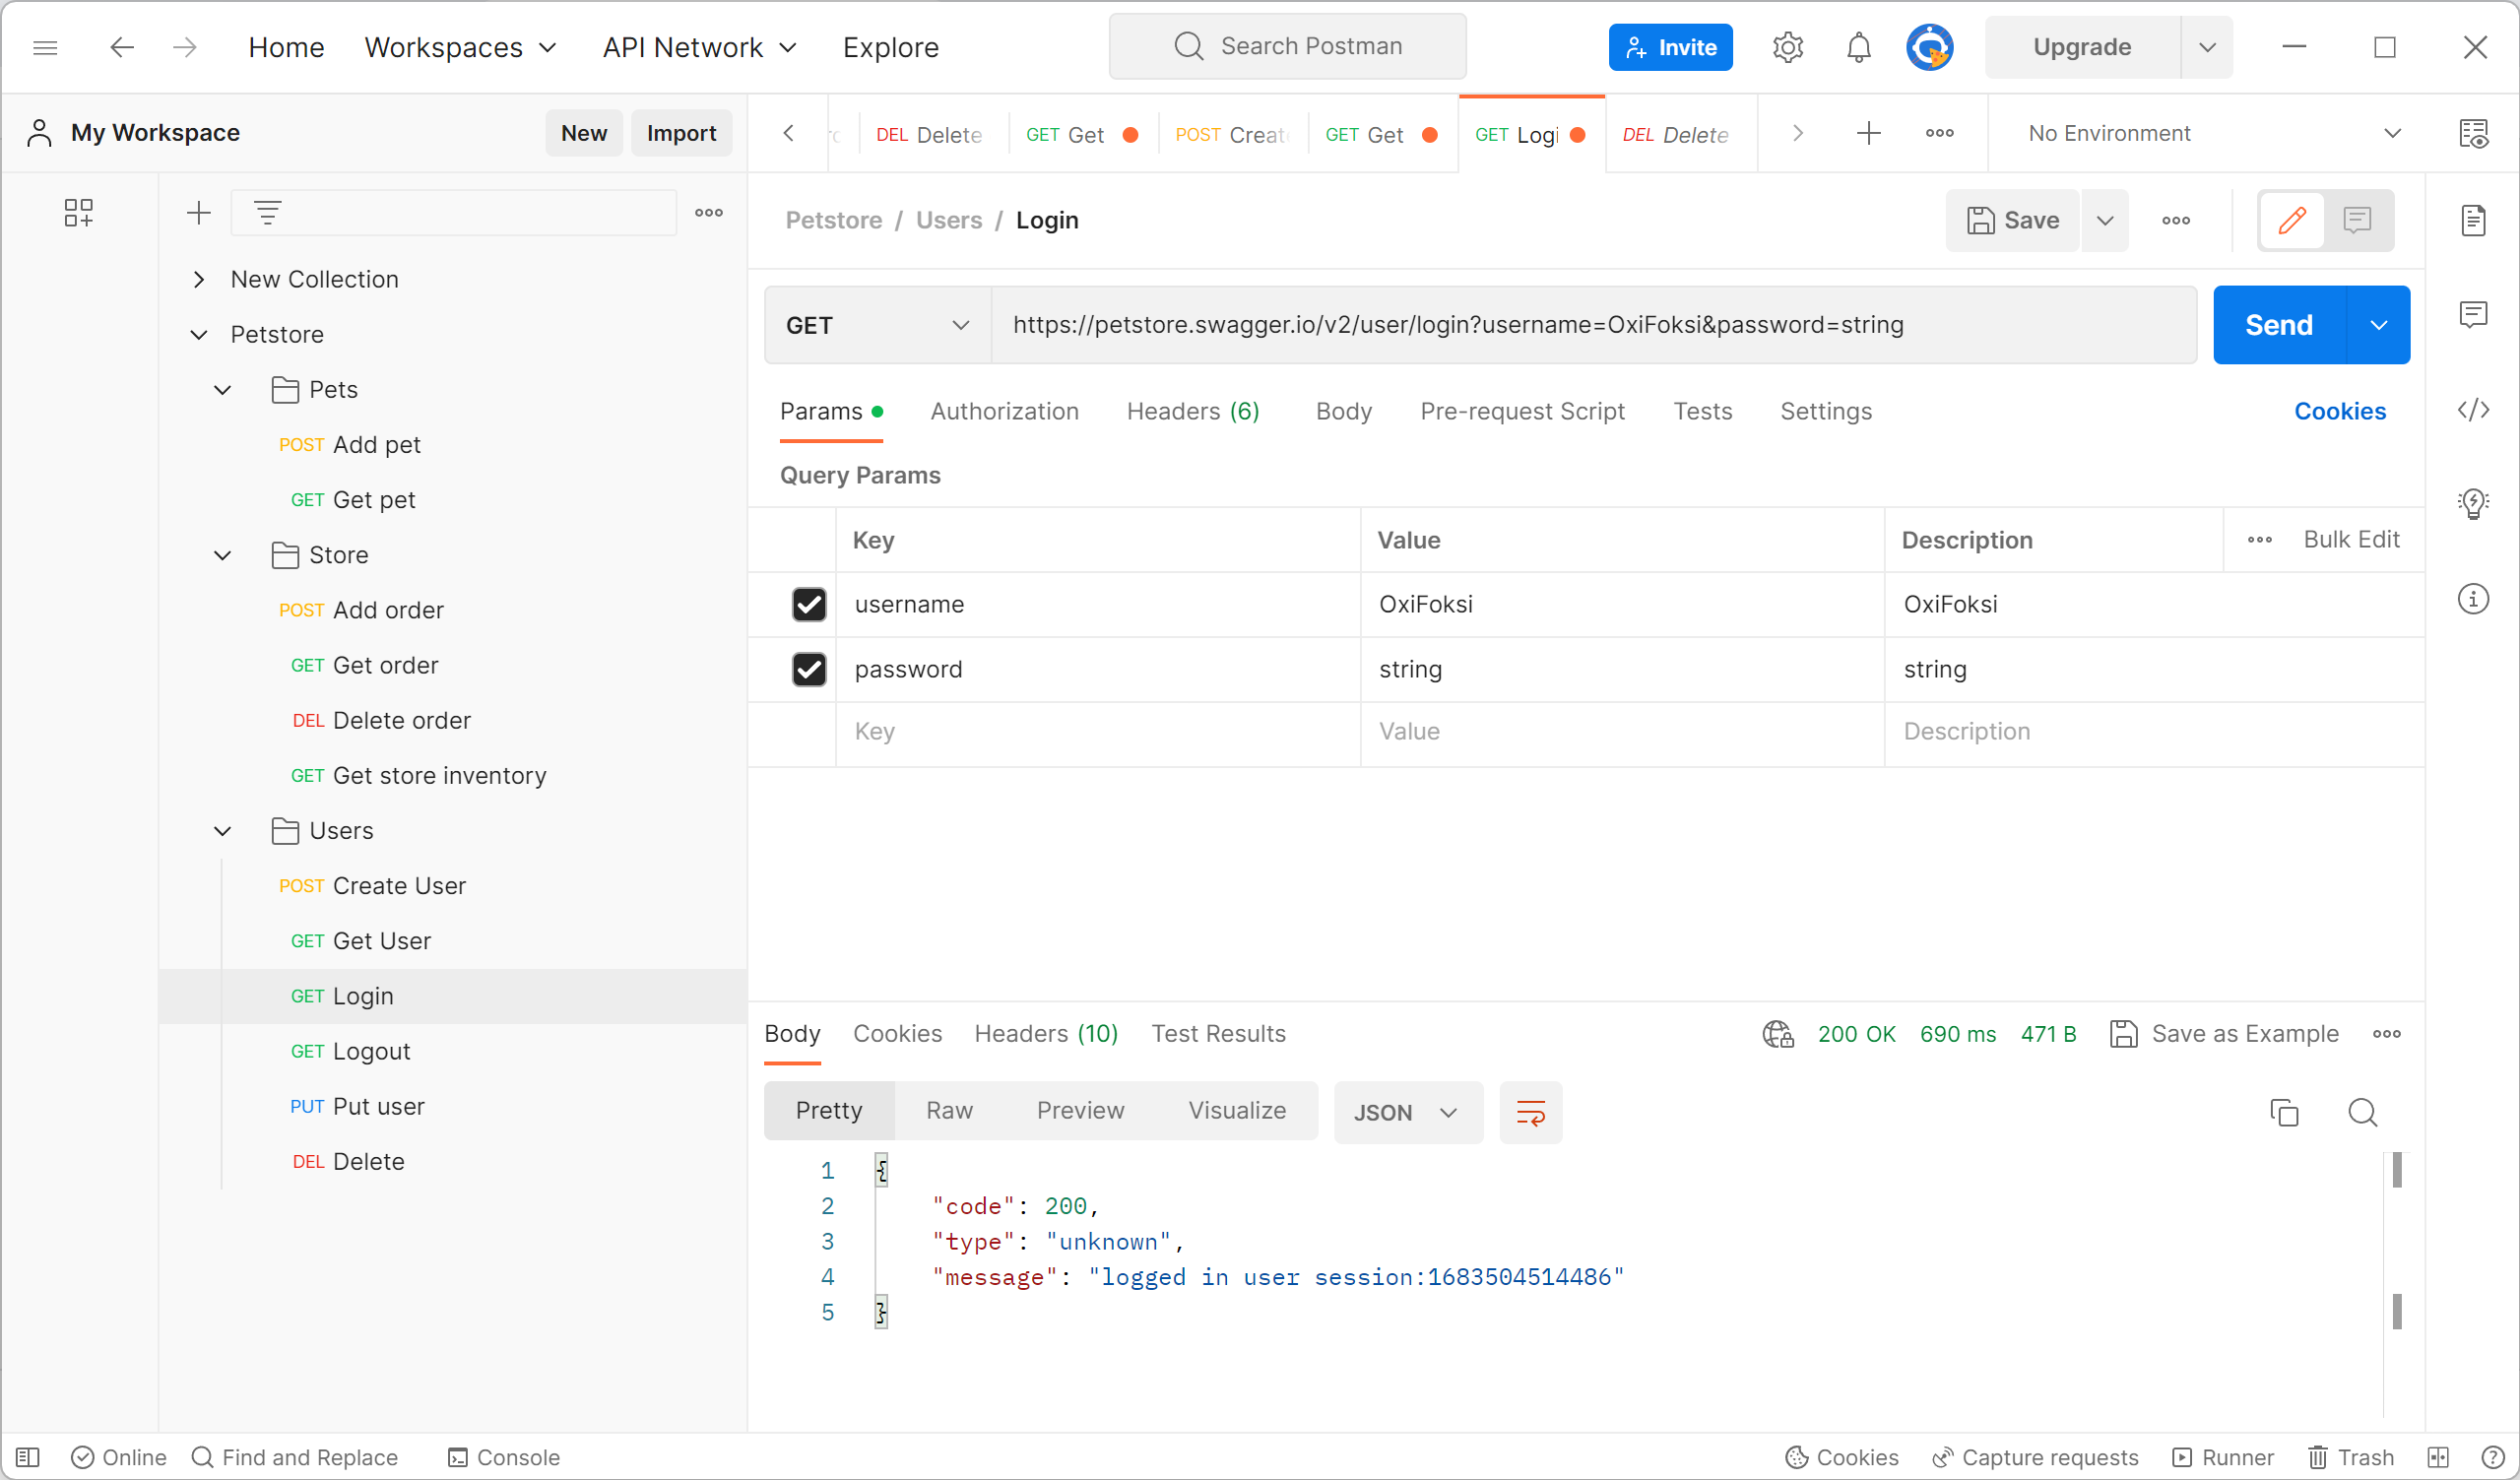 Home Workspaces API Network Explore Search Postman Invite Upgrade
My Workspace New Import
DEL Delete GET Get POST Creat GET Get GET Logi DEL Delete No Environment
New Collection
Petstore
Pets
POST Add pet
GET Get pet
Store
POST Add order
GET Get order
DEL Delete order
GET Get store inventory
Users
POST Create User
GET Get User
GET Login
GET Logout
PUT Put user
DEL Delete
Petstore / Users / Login Save
GET https://petstore.swagger.io/v2/user/login?username=OxiFoksi&password=string Send
Params Authorization Headers (6) Body Pre-request Script Tests Settings Cookies
Query Params
Key Value Description Bulk Edit
username OxiFoksi OxiFoksi
password string string
Key Value Description
Body Cookies Headers (10) Test Results 200 OK 690 ms 471 B Save as Example
Pretty Raw Preview Visualize JSON
1 {
2 "code": 200,
3 "type": "unknown",
4 "message": "logged in user session:1683504514486"
5 }
Online Find and Replace Console Cookies Capture requests Runner Trash